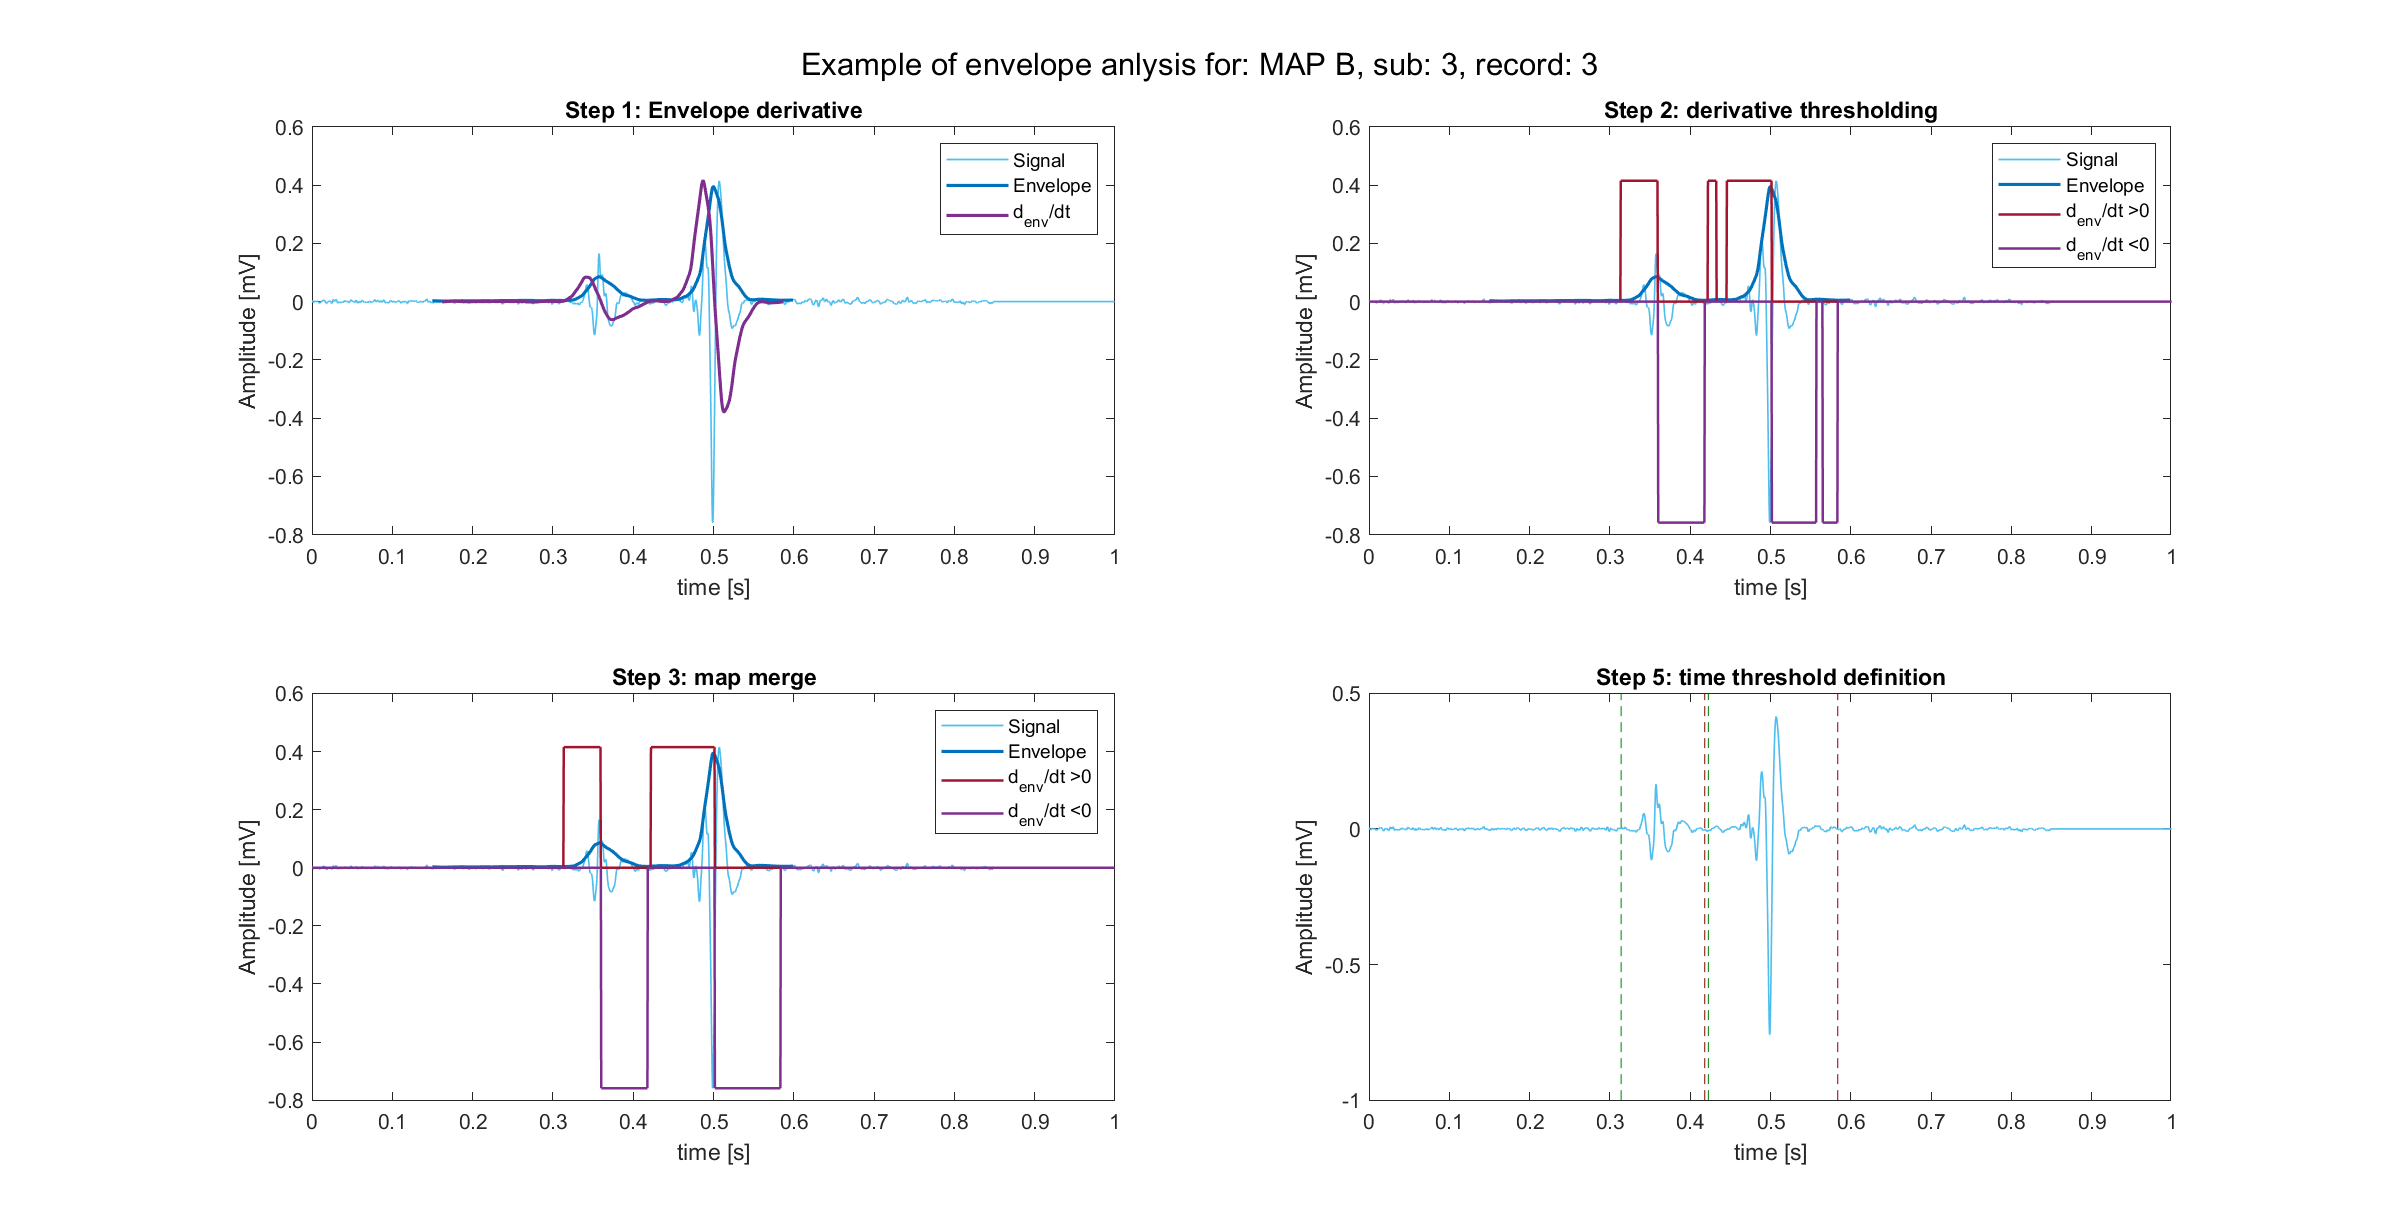 Example of envelope anlysis for: MAP B, sub: 3, record: 3
Step 1: Envelope derivative
0.6
0.4
0.2
0
-0.2
-0.4
-0.6
-0.8
Amplitude [mV]
0 0.1 0.2 0.3 0.4 0.5 0.6 0.7 0.8 0.9 1
time [s]
Signal
Envelope
d_env/dt
Step 2: derivative thresholding
0.6
0.4
0.2
0
-0.2
-0.4
-0.6
-0.8
Amplitude [mV]
0 0.1 0.2 0.3 0.4 0.5 0.6 0.7 0.8 0.9 1
time [s]
Signal
Envelope
d_env/dt >0
d_env/dt <0
Step 3: map merge
0.6
0.4
0.2
0
-0.2
-0.4
-0.6
-0.8
Amplitude [mV]
0 0.1 0.2 0.3 0.4 0.5 0.6 0.7 0.8 0.9 1
time [s]
Signal
Envelope
d_env/dt >0
d_env/dt <0
Step 5: time threshold definition
0.5
0
-0.5
-1
Amplitude [mV]
0 0.1 0.2 0.3 0.4 0.5 0.6 0.7 0.8 0.9 1
time [s]